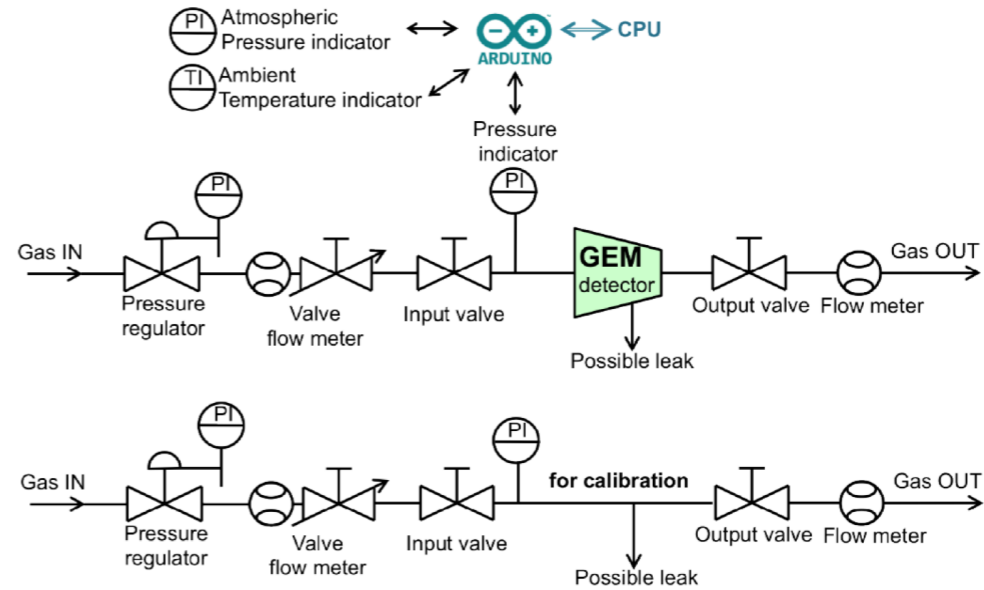 PI
Atmospheric
Pressure indicator
ARDUINO
CPU
TI
Ambient
Temperature indicator
Pressure
indicator
PI
PI
Gas IN
Pressure
regulator
Valve
flow meter
Input valve
GEM
detector
Possible leak
Output valve
Flow meter
Gas OUT
PI
PI
Gas IN
Pressure
regulator
Valve
flow meter
Input valve
for calibration
Possible leak
Output valve
Flow meter
Gas OUT